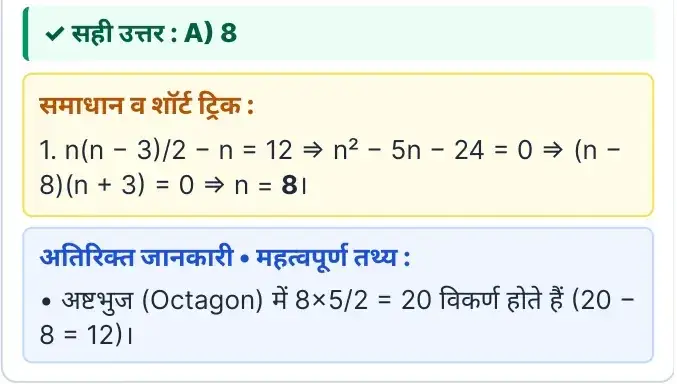 ✓ सही उत्तर : A) 8
समाधान व शॉर्ट ट्रिक :
1. n(n − 3)/2 − n = 12 ⇒ n² − 5n − 24 = 0 ⇒ (n −
8)(n + 3) = 0 ⇒ n = 8।
अतिरिक्त जानकारी • महत्वपूर्ण तथ्य :
• अष्टभुज (Octagon) में 8×5/2 = 20 विकर्ण होते हैं (20 −
8 = 12)।